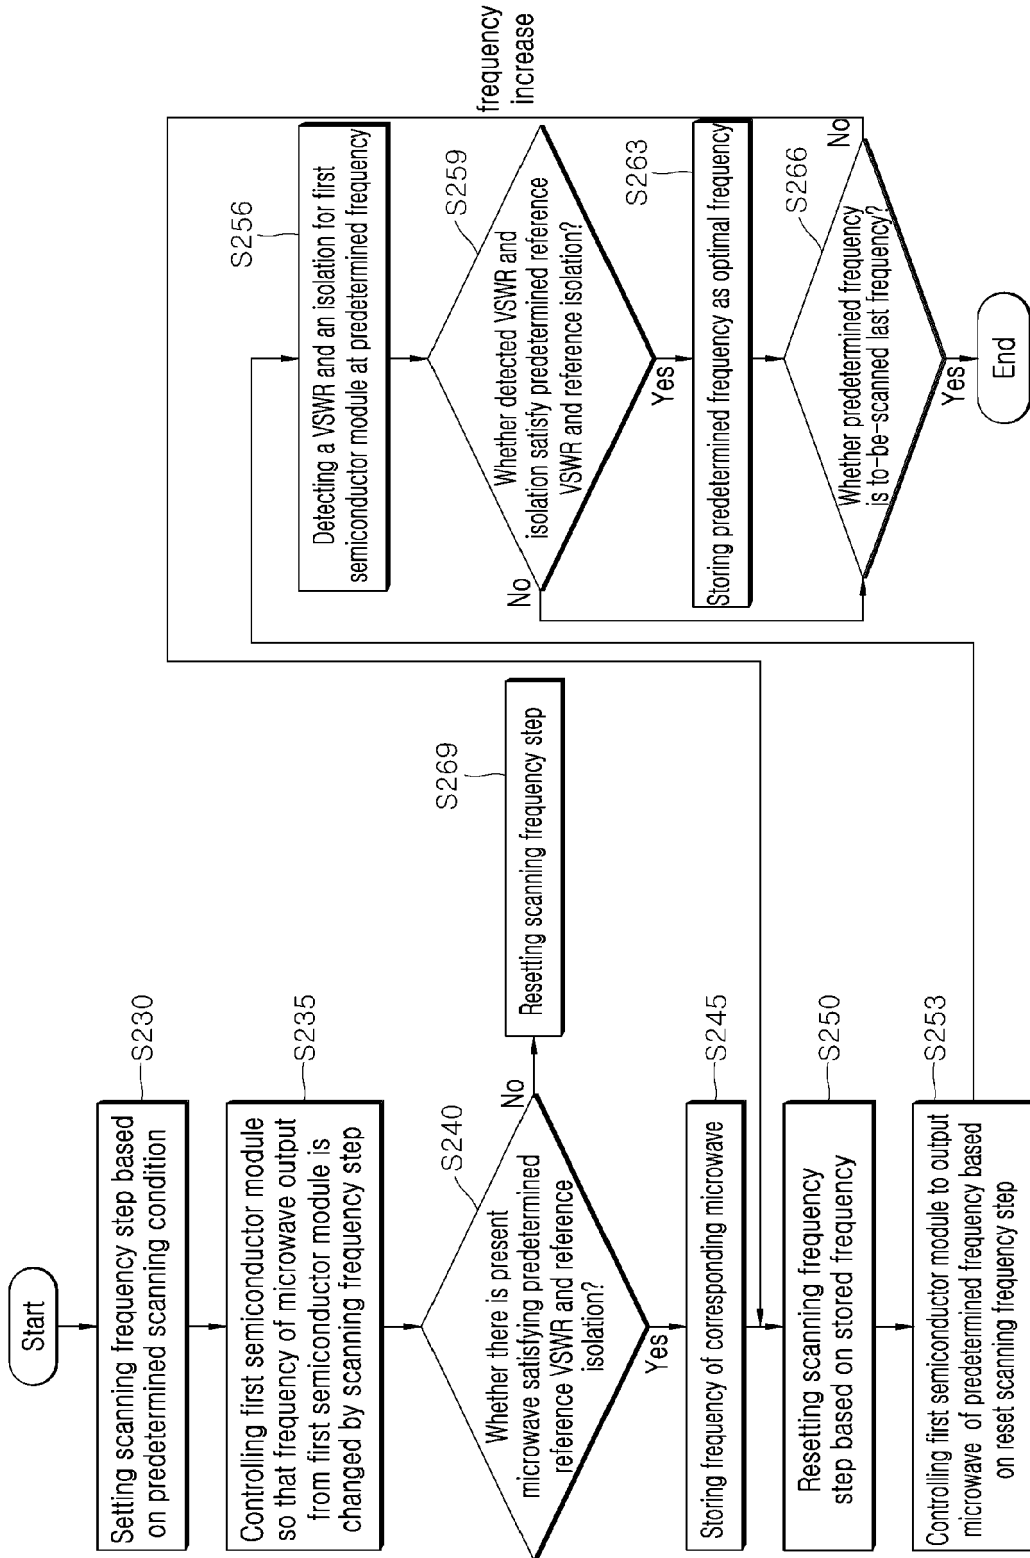 Start
Setting scanning frequency step based
on predetermined scanning condition
S230
Controlling first semiconductor module
so that frequency of microwave output
from first semiconductor module is
changed by scanning frequency step
S235
Whether there is present
microwave satisfying predetermined
reference VSWR and reference
isolation?
S240
No
Yes
Resetting scanning frequency step
S269
Storing frequency of corresponding microwave
S245
Resetting scanning frequency
step based on stored frequency
S250
Controlling first semiconductor module to output
microwave of predetermined frequency based
on reset scanning frequency step
S253
Detecting a VSWR and an isolation for first
semiconductor module at predetermined frequency
S256
Whether detected VSWR and
isolation satisfy predetermined reference
VSWR and reference isolation?
S259
No
Yes
Storing predetermined frequency as optimal frequency
S263
Whether predetermined frequency
is to-be-scanned last frequency?
S266
No
frequency
increase
Yes
End